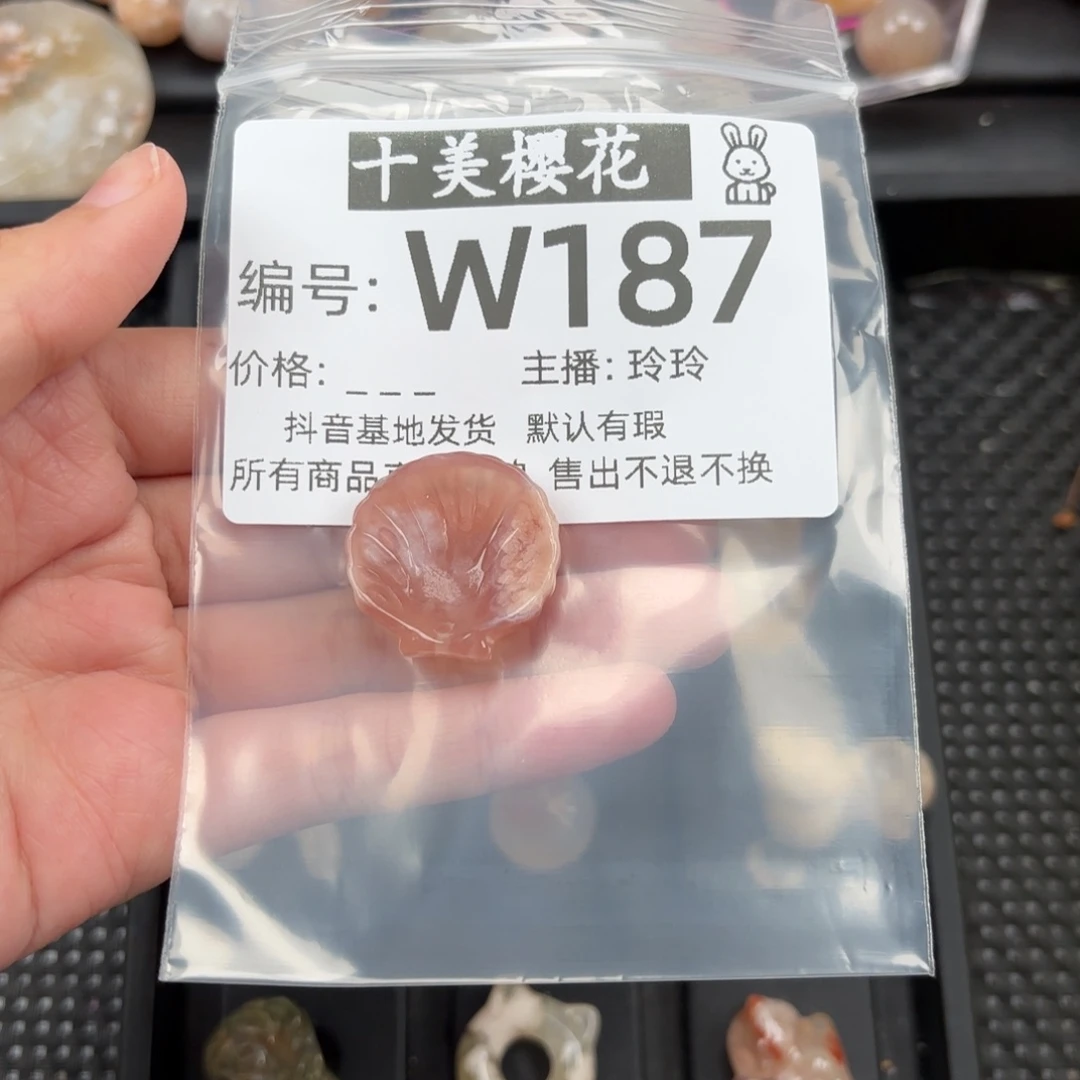 十美樱花
编号: W187
价格: _ _ _ 主播: 玲玲
抖音基地发货 默认有瑕
所有商品 售出不退不换